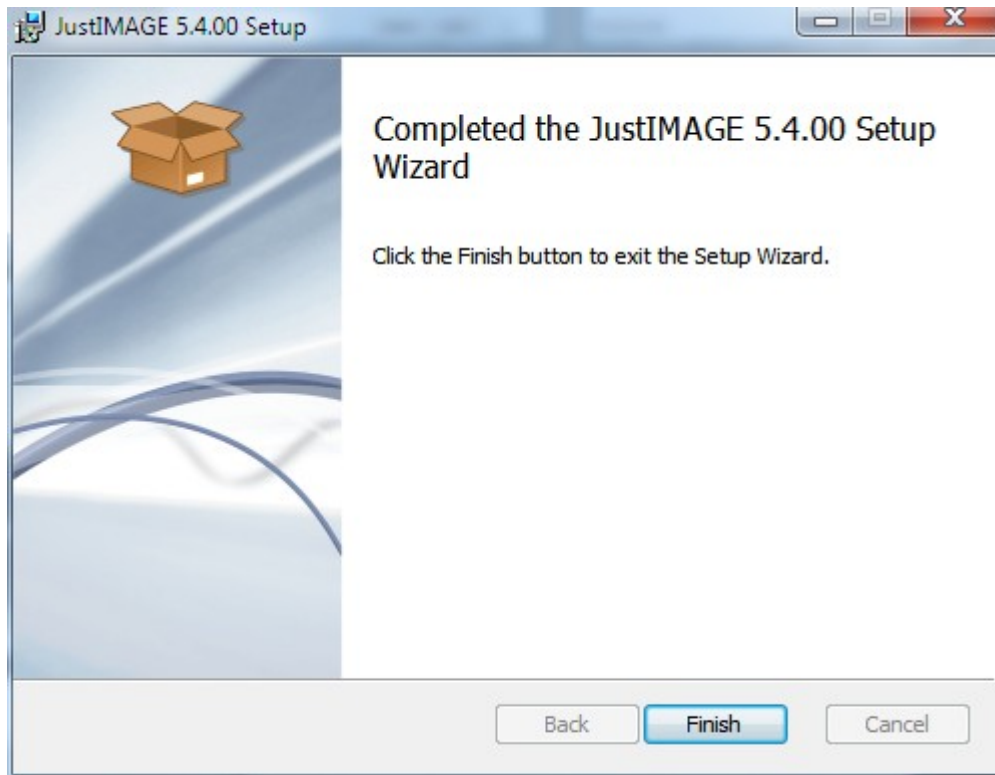 JustIMAGE 5.4.00 Setup
Completed the JustIMAGE 5.4.00 Setup
Wizard
Click the Finish button to exit the Setup Wizard.
Back Finish Cancel